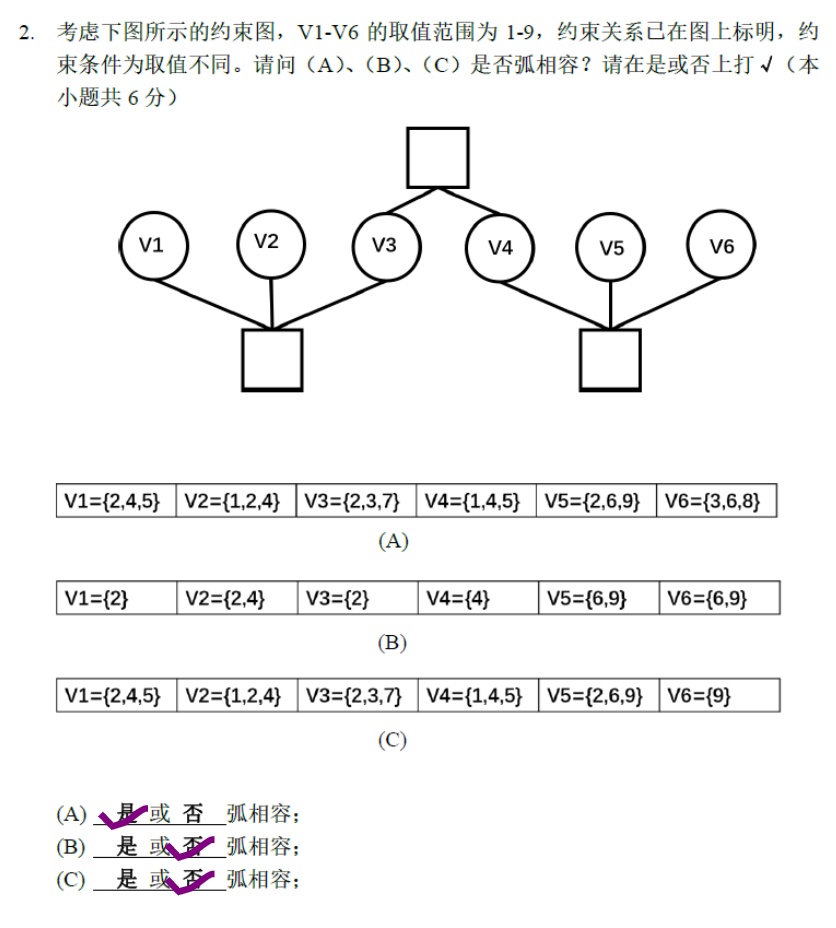 2. 考虑下图所示的约束图，V1-V6 的取值范围为 1-9，约束关系已在图上标明，约
束条件为取值不同。请问（A）、（B）、（C）是否弧相容？请在是或否上打 √（本
小题共 6 分）
V1 V2 V3 V4 V5 V6
V1={2,4,5} V2={1,2,4} V3={2,3,7} V4={1,4,5} V5={2,6,9} V6={3,6,8}
(A)
V1={2} V2={2,4} V3={2} V4={4} V5={6,9} V6={6,9}
(B)
V1={2,4,5} V2={1,2,4} V3={2,3,7} V4={1,4,5} V5={2,6,9} V6={9}
(C)
(A) 是 或 否 弧相容；
(B) 是 或 否 弧相容；
(C) 是 或 否 弧相容；